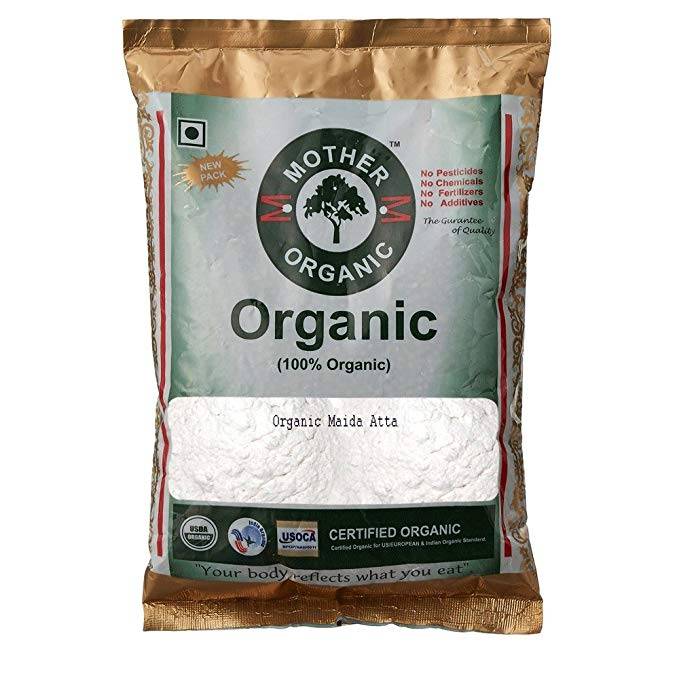 NEW
PACK
MOTHER
ORGANIC
M M
TM
No Pesticides
No Chemicals
No Fertilizers
No Additives
The Gurantee
of Quality
Organic
(100% Organic)
Organic Maida Atta
USDA
ORGANIC
USOCA
CERTIFIED ORGANIC
Certified Organic for US/EUROPEAN & Indian Organic Standard.
"Your body reflects what you eat"